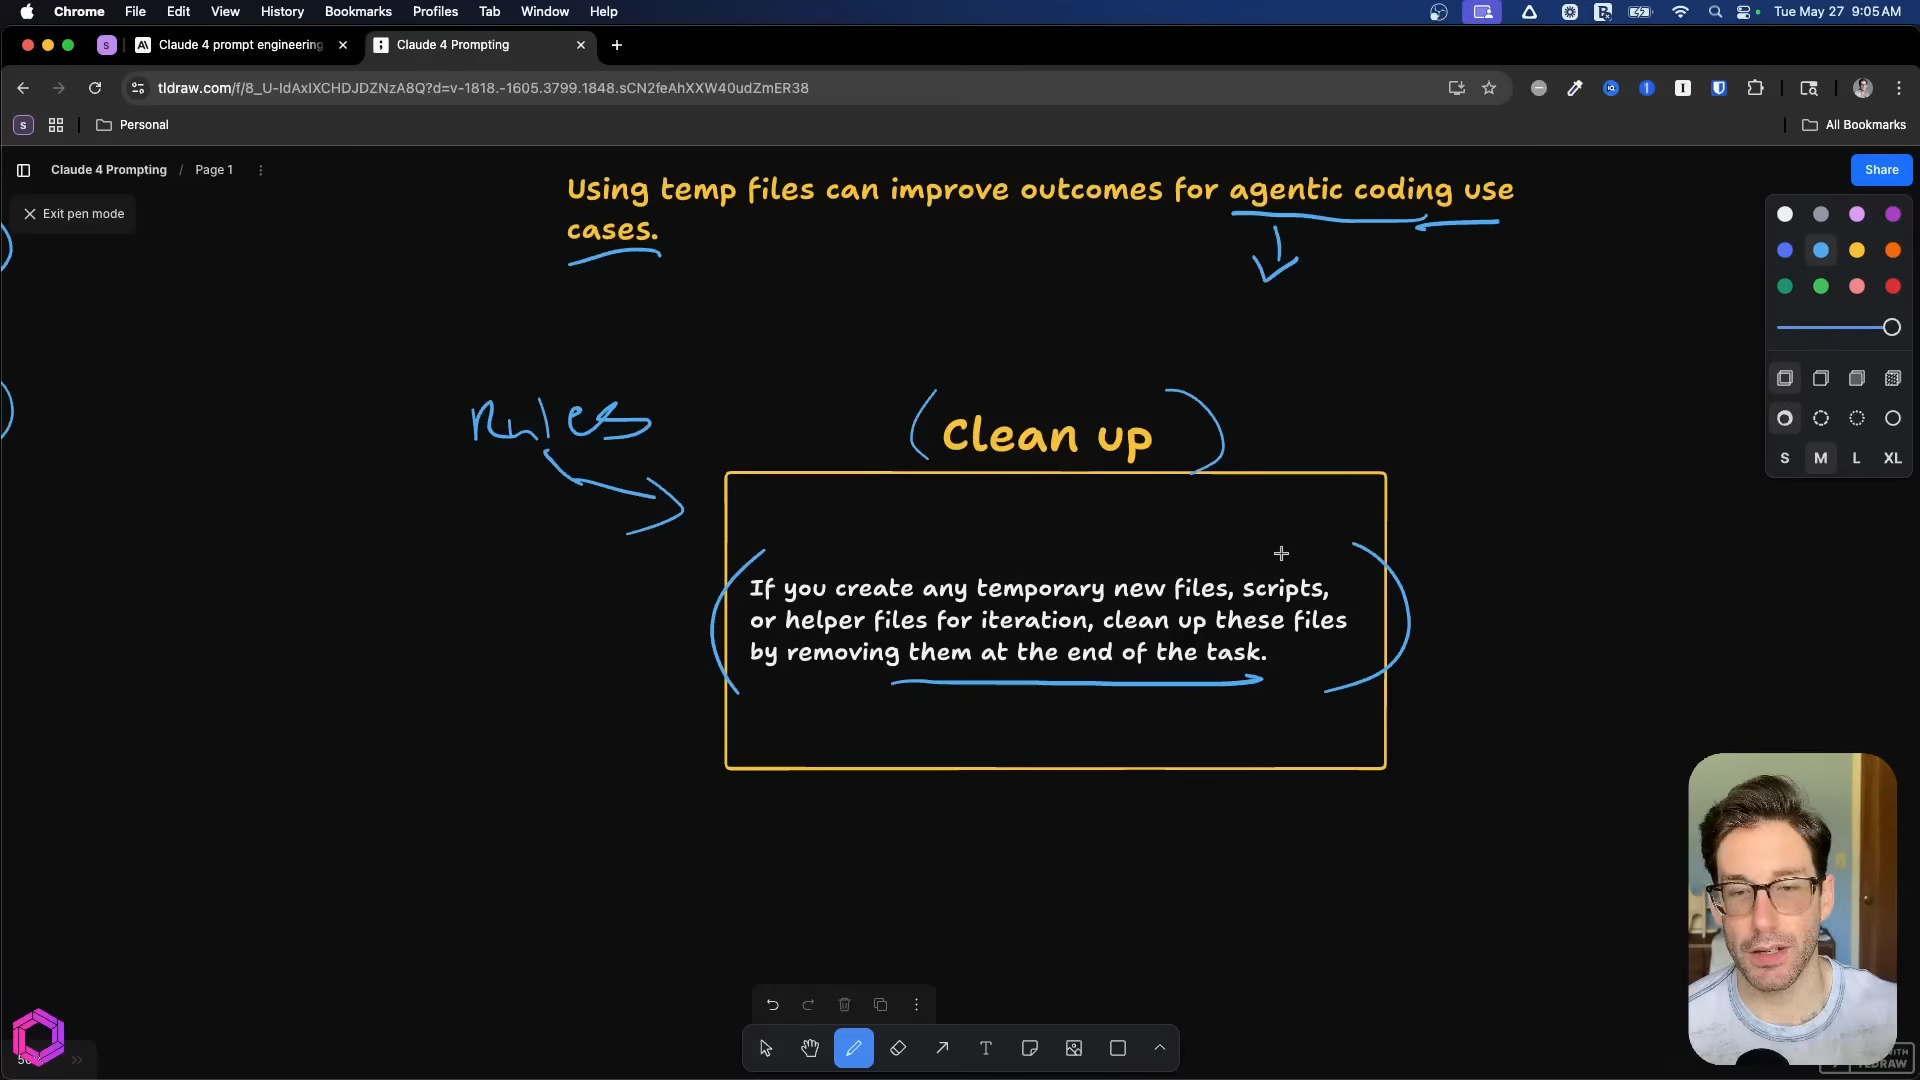 Chrome File Edit View History Bookmarks Profiles Tab Window Help
Tue May 27 9:05 AM
Claude 4 prompt engineering
Claude 4 Prompting
tldraw.com/f/8_U-IdAxIXCHDJDZNzA8Q?d=v-1818.-1605.3799.1848.sCN2feAhXXW40udZmER38
S Personal
All Bookmarks
Claude 4 Prompting / Page 1
Share
Exit pen mode
Using temp files can improve outcomes for agentic coding use
cases.
Rules
(Clean up)
If you create any temporary new files, scripts,
or helper files for iteration, clean up these files
by removing them at the end of the task.
S M L XL